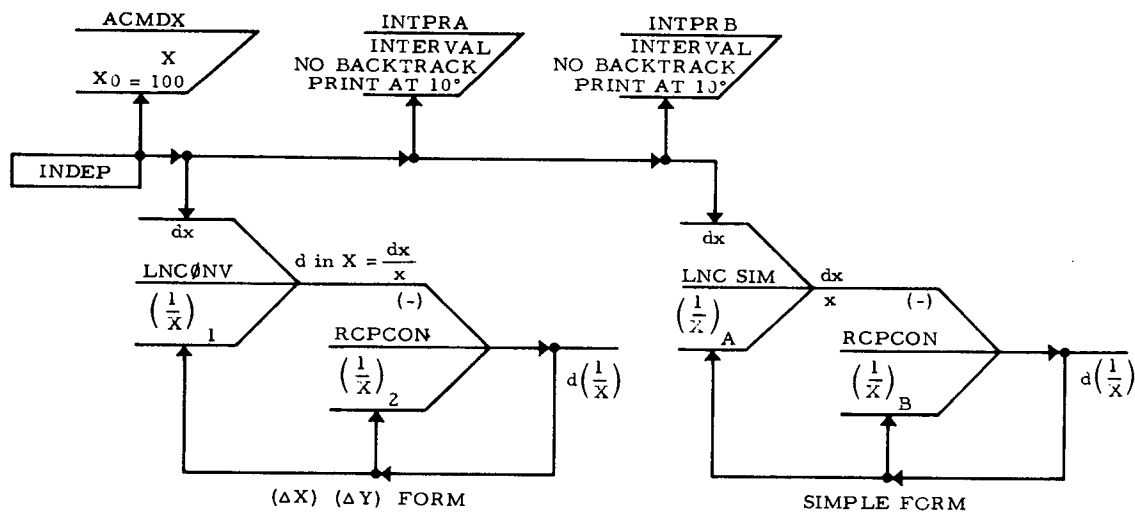 ACMDX
X
X0 = 100
INTPRA
INTERVAL
NO BACKTRACK
PRINT AT 10°
INTPRB
INTERVAL
NO BACKTRACK
PRINT AT 10°
INDEP
dx
LNCØNV
(1/X) 1
d in X = dx/x
(-)
RCPCON
(1/X) 2
d(1/X)
(ΔX) (ΔY) FORM
dx
LNC SIM
(1/X) A
dx/x
(-)
RCPCON
(1/X) B
d(1/X)
SIMPLE FORM